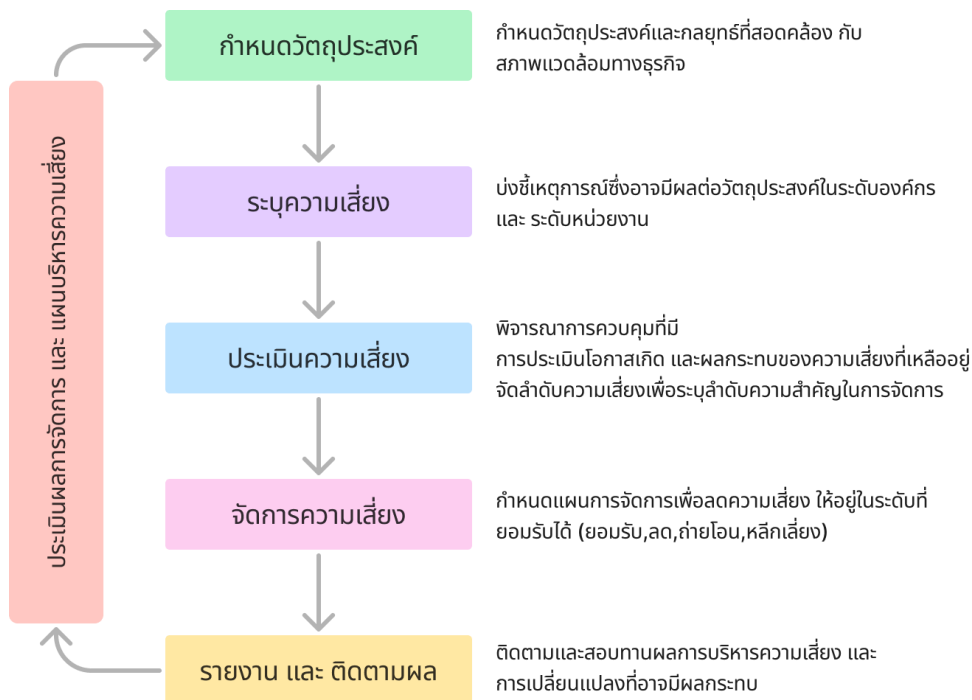 กำหนดวัตถุประสงค์
กำหนดวัตถุประสงค์และกลยุทธ์ที่สอดคล้อง กับ
สภาพแวดล้อมทางธุรกิจ
ระบุความเสี่ยง
บ่งชี้เหตุการณ์ซึ่งอาจมีผลต่อวัตถุประสงค์ในระดับองค์กร
และ ระดับหน่วยงาน
ประเมินความเสี่ยง
พิจารณาการควบคุมที่มี
การประเมินโอกาสเกิด และผลกระทบของความเสี่ยงที่เหลืออยู่
จัดลำดับความเสี่ยงเพื่อระบุลำดับความสำคัญในการจัดการ
จัดการความเสี่ยง
กำหนดแผนการจัดการเพื่อลดความเสี่ยง ให้อยู่ในระดับที่
ยอมรับได้ (ยอมรับ,ลด,ถ่ายโอน,หลีกเลี่ยง)
รายงาน และ ติดตามผล
ติดตามและสอบทานผลการบริหารความเสี่ยง และ
การเปลี่ยนแปลงที่อาจมีผลกระทบ
ประเมินผลการจัดการ และ แผนบริหารความเสี่ยง